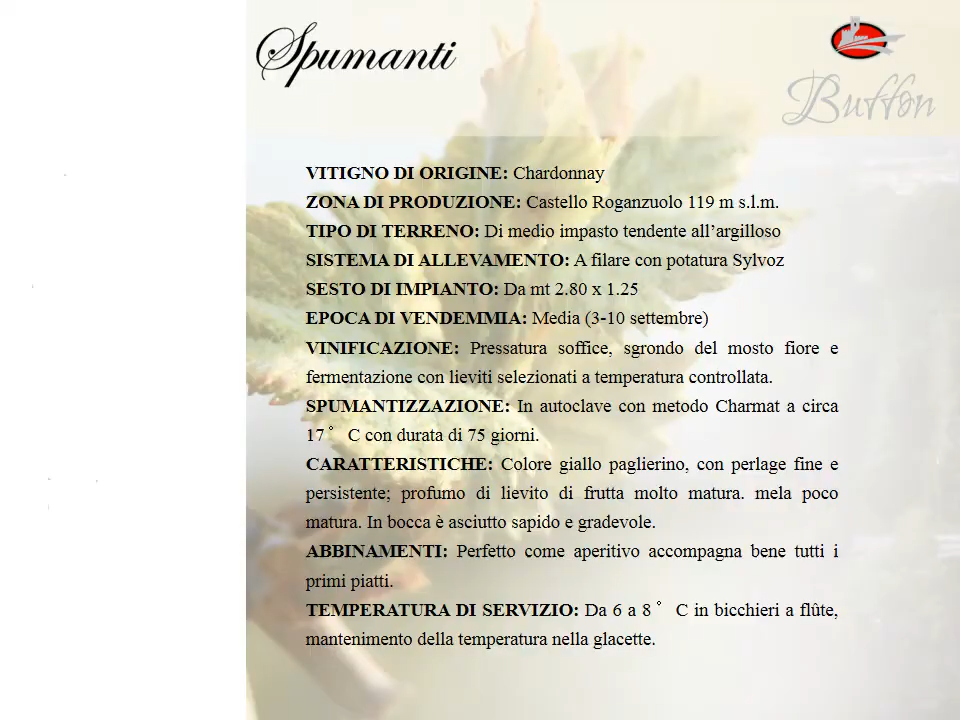 Spumanti
Button
VITIGNO DI ORIGINE: Chardonnay
ZONA DI PRODUZIONE: Castello Roganzuolo 119 m s.l.m.
TIPO DI TERRENO: Di medio impasto tendente all’argilloso
SISTEMA DI ALLEVAMENTO: A filare con potatura Sylvoz
SESTO DI IMPIANTO: Da mt 2.80 x 1.25
EPOCA DI VENDEMMIA: Media (3-10 settembre)
VINIFICAZIONE: Pressatura soffice, sgrondo del mosto fiore e
fermentazione con lieviti selezionati a temperatura controllata.
SPUMANTIZZAZIONE: In autoclave con metodo Charmat a circa
17° C con durata di 75 giorni.
CARATTERISTICHE: Colore giallo paglierino, con perlage fine e
persistente; profumo di lievito di frutta molto matura. mela poco
matura. In bocca è asciutto sapido e gradevole.
ABBINAMENTI: Perfetto come aperitivo accompagna bene tutti i
primi piatti.
TEMPERATURA DI SERVIZIO: Da 6 a 8° C in bicchieri a flûte,
mantenimento della temperatura nella glacette.